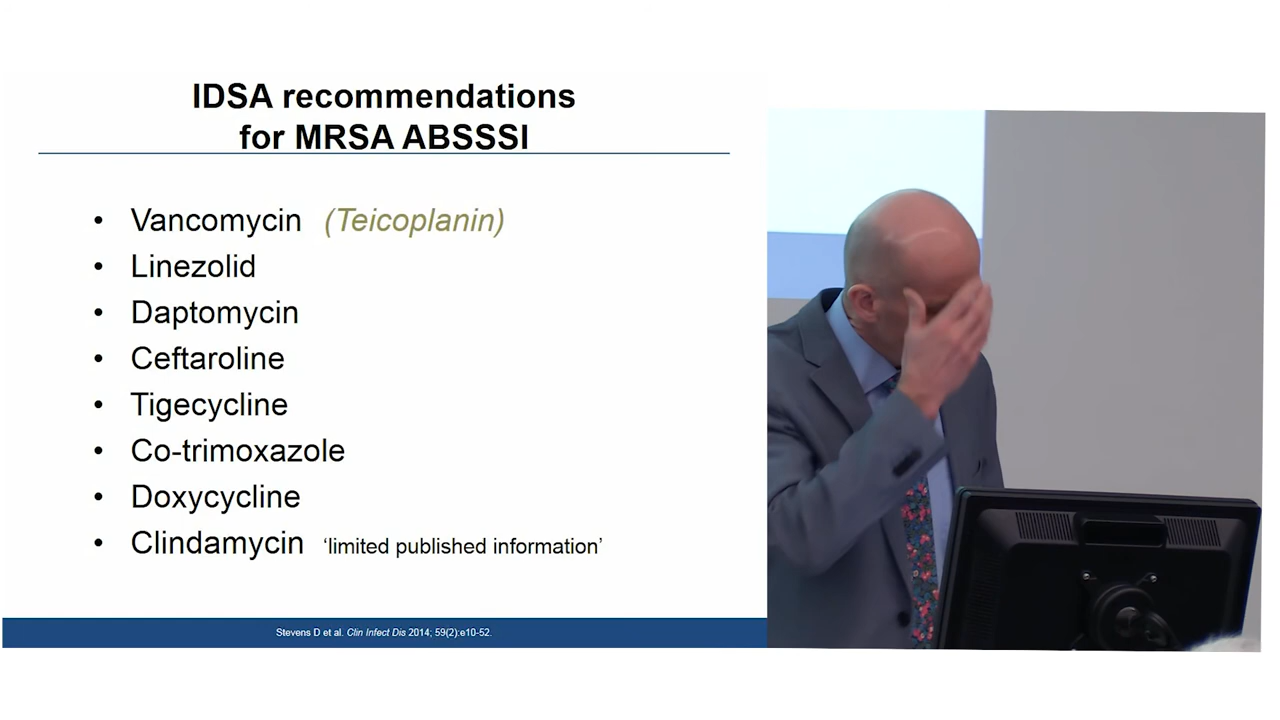 IDSA recommendations
for MRSA ABSSSI
• Vancomycin (Teicoplanin)
• Linezolid
• Daptomycin
• Ceftaroline
• Tigecycline
• Co-trimoxazole
• Doxycycline
• Clindamycin ‘limited published information’
Stevens D et al. Clin Infect Dis 2014; 59(2):e10-52.